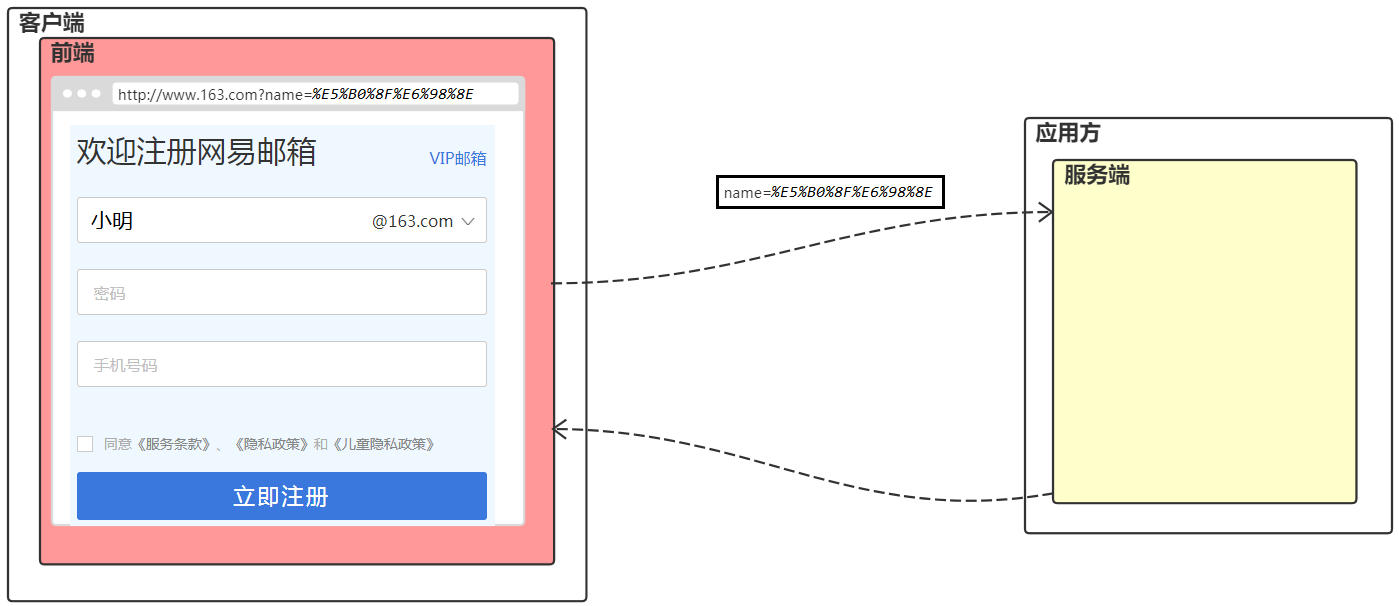 客户端
前端
http://www.163.com?name=%E5%B0%8F%E6%98%8E
欢迎注册网易邮箱
VIP邮箱
小明 @163.com
密码
手机号码
同意《服务条款》、《隐私政策》和《儿童隐私政策》
立即注册
name=%E5%B0%8F%E6%98%8E
应用方
服务端